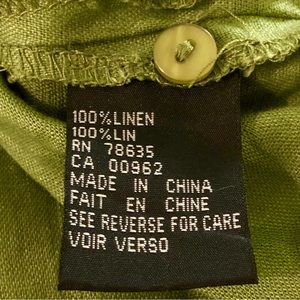 100%LINEN
100%LIN
RN 78635
CA 00962
MADE IN CHINA
FAIT EN CHINE
SEE REVERSE FOR CARE
VOIR VERSO